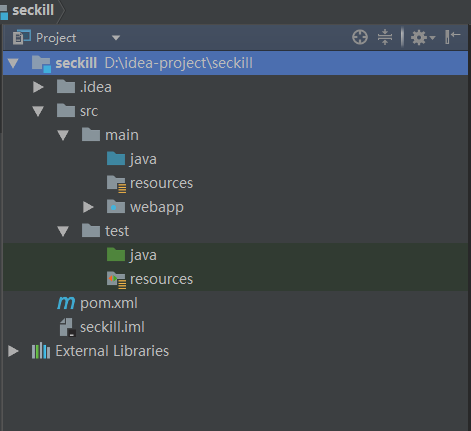 seckill
Project
seckill D:\idea-project\seckill
.idea
src
main
java
resources
webapp
test
java
resources
pom.xml
seckill.iml
External Libraries